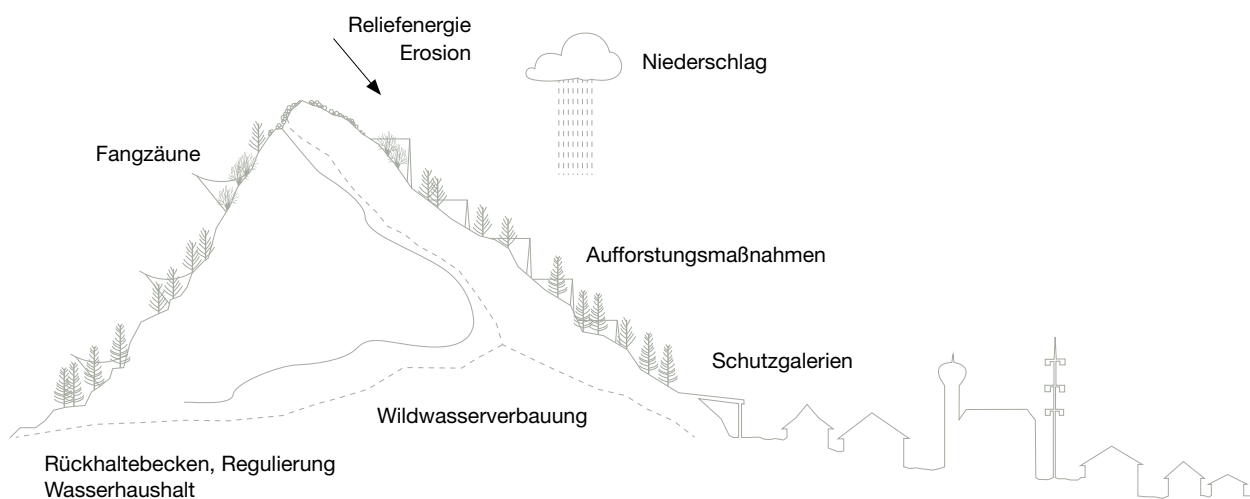 Reliefenergie
Erosion
Niederschlag
Fangzäune
Aufforstungsmaßnahmen
Schutzgalerien
Wildwasserverbauung
Rückhaltebecken, Regulierung
Wasserhaushalt